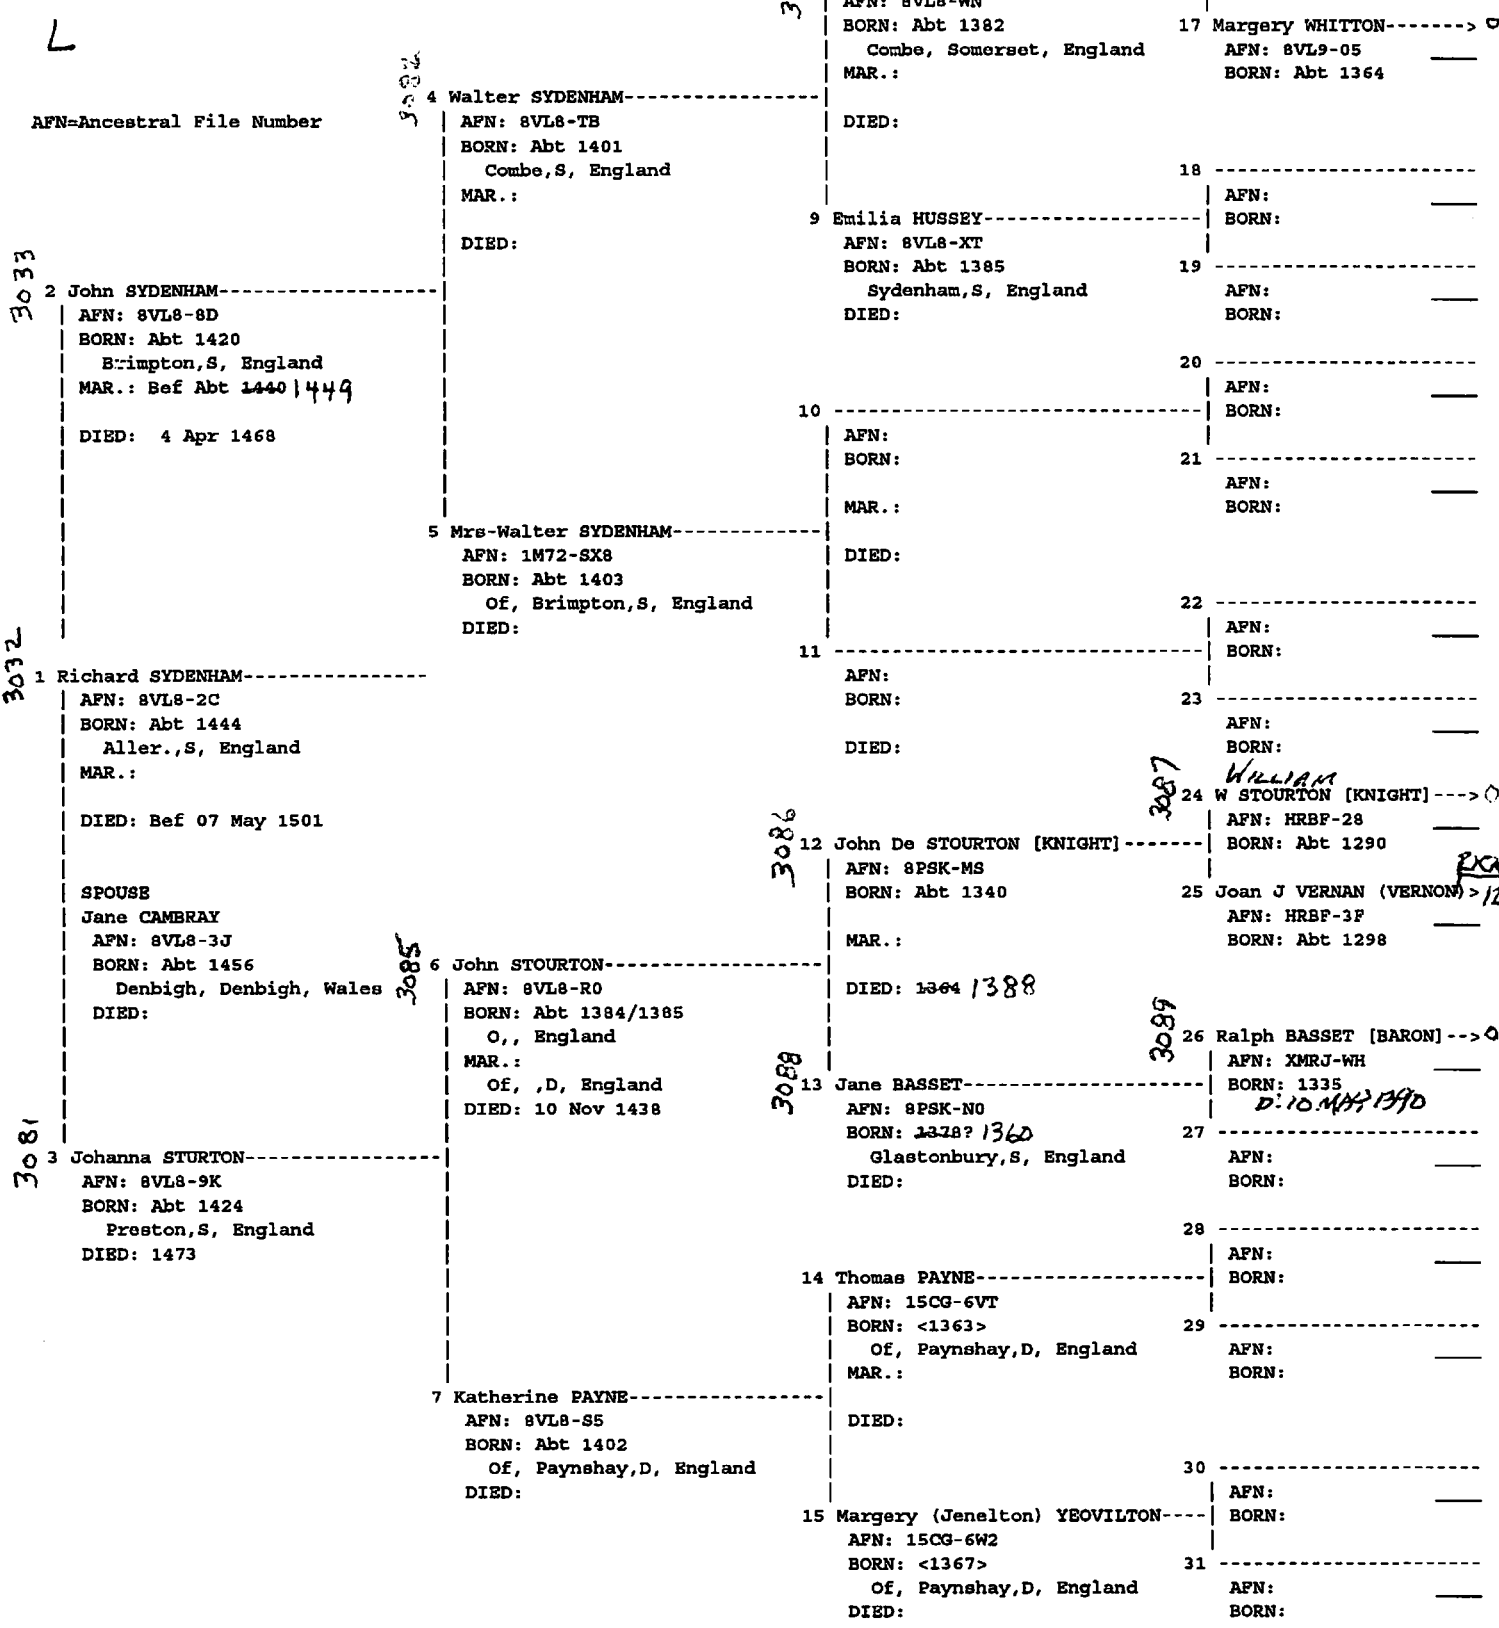 L
AFN=Ancestral File Number
AFN: 8VL8-WN
BORN: Abt 1382
Combe, Somerset, England
MAR.:
DIED:
17 Margery WHITTON------->
AFN: 8VL9-05
BORN: Abt 1364
4 Walter SYDENHAM----------------
AFN: 8VL8-TB
BORN: Abt 1401
Combe,S, England
MAR.:
DIED:
18 ----------------------
AFN:
BORN:
9 Emilia HUSSEY------------------
AFN: 8VL8-XT
BORN: Abt 1385
Sydenham,S, England
DIED:
19 ----------------------
AFN:
BORN:
3033
2 John SYDENHAM------------------
AFN: 8VL8-8D
BORN: Abt 1420
Brimpton,S, England
MAR.: Bef Abt 1440 1449
DIED: 4 Apr 1468
20 ----------------------
AFN:
BORN:
10 -------------------------------
AFN:
BORN:
MAR.:
DIED:
21 ----------------------
AFN:
BORN:
5 Mrs-Walter SYDENHAM------------
AFN: 1M72-SX8
BORN: Abt 1403
Of, Brimpton,S, England
DIED:
22 ----------------------
AFN:
BORN:
11 -------------------------------
AFN:
BORN:
DIED:
23 ----------------------
AFN:
BORN:
3032
1 Richard SYDENHAM---------------
AFN: 8VL8-2C
BORN: Abt 1444
Aller.,S, England
MAR.:
DIED: Bef 07 May 1501
SPOUSE
Jane CAMBRAY
AFN: 8VL8-3J
BORN: Abt 1456
Denbigh, Denbigh, Wales
DIED:
3087
WILLIAM
24 W STOURTON [KNIGHT]--->
AFN: HRBF-28
BORN: Abt 1290
3086
12 John De STOURTON [KNIGHT]-------
AFN: 8PSK-MS
BORN: Abt 1340
MAR.:
DIED: 1364 1388
25 Joan J VERNAN (VERNON)>
AFN: HRBF-3F
BORN: Abt 1298
3085
6 John STOURTON------------------
AFN: 8VL8-R0
BORN: Abt 1384/1385
O,, England
MAR.:
Of, ,D, England
DIED: 10 Nov 1438
3089
26 Ralph BASSET [BARON]-->
AFN: XMRJ-WH
BORN: 1335
D: 10 MAY 1390
3088
13 Jane BASSET--------------------
AFN: 8PSK-N0
BORN: 1378? 1360
Glastonbury,S, England
DIED:
27 ----------------------
AFN:
BORN:
3081
3 Johanna STURTON----------------
AFN: 8VL8-9K
BORN: Abt 1424
Preston,S, England
DIED: 1473
28 ----------------------
AFN:
BORN:
14 Thomas PAYNE-------------------
AFN: 15CG-6VT
BORN: <1363>
Of, Paynshay,D, England
MAR.:
DIED:
29 ----------------------
AFN:
BORN:
7 Katherine PAYNE----------------
AFN: 8VL8-S5
BORN: Abt 1402
Of, Paynshay,D, England
DIED:
30 ----------------------
AFN:
BORN:
15 Margery (Jenelton) YEOVILTON----
AFN: 15CG-6W2
BORN: <1367>
Of, Paynshay,D, England
DIED:
31 ----------------------
AFN:
BORN: